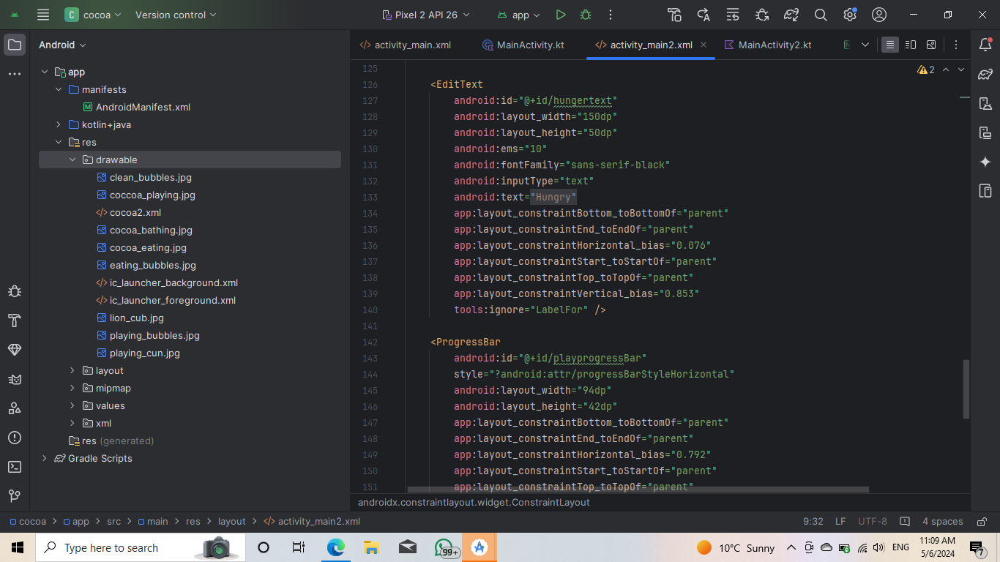 C cocoa Version control Pixel 2 API 26 app
Android
app
manifests
AndroidManifest.xml
kotlin+java
res
drawable
clean_bubbles.jpg
coccoa_playing.jpg
cocoa2.xml
cocoa_bathing.jpg
cocoa_eating.jpg
eating_bubbles.jpg
ic_launcher_background.xml
ic_launcher_foreground.xml
lion_cub.jpg
playing_bubbles.jpg
playing_cun.jpg
layout
mipmap
values
xml
res (generated)
Gradle Scripts
activity_main.xml MainActivity.kt activity_main2.xml MainActivity2.kt
2
125
126 <EditText
127 android:id="@+id/hungertext"
128 android:layout_width="150dp"
129 android:layout_height="50dp"
130 android:ems="10"
131 android:fontFamily="sans-serif-black"
132 android:inputType="text"
133 android:text="Hungry"
134 app:layout_constraintBottom_toBottomOf="parent"
135 app:layout_constraintEnd_toEndOf="parent"
136 app:layout_constraintHorizontal_bias="0.076"
137 app:layout_constraintStart_toStartOf="parent"
138 app:layout_constraintTop_toTopOf="parent"
139 app:layout_constraintVertical_bias="0.853"
140 tools:ignore="LabelFor" />
141
142 <ProgressBar
143 android:id="@+id/playprogressBar"
144 style="?android:attr/progressBarStyleHorizontal"
145 android:layout_width="94dp"
146 android:layout_height="42dp"
147 app:layout_constraintBottom_toBottomOf="parent"
148 app:layout_constraintEnd_toEndOf="parent"
149 app:layout_constraintHorizontal_bias="0.792"
150 app:layout_constraintStart_toStartOf="parent"
151 app:layout_constraintTop_toTopOf="parent"
androidx.constraintlayout.widget.ConstraintLayout
cocoa > app > src > main > res > layout > activity_main2.xml 9:32 LF UTF-8 4 spaces
Type here to search 99+ 10°C Sunny ENG 11:09 AM
5/6/2024 7